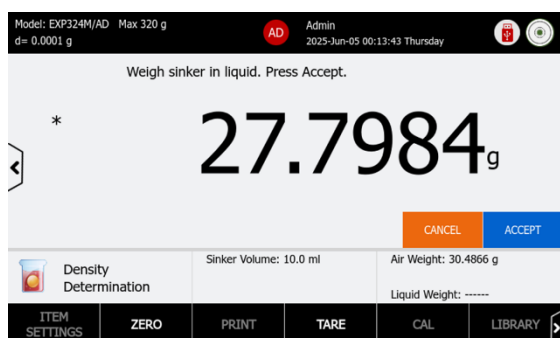 Model: EXP324M/AD Max 320 g
d= 0.0001 g
AD
Admin
2025-Jun-05 00:13:43 Thursday
Weigh sinker in liquid. Press Accept.
*
27.7984 g
CANCEL
ACCEPT
Density
Determination
Sinker Volume: 10.0 ml
Air Weight: 30.4866 g
Liquid Weight: ------
ITEM
SETTINGS
ZERO
PRINT
TARE
CAL
LIBRARY